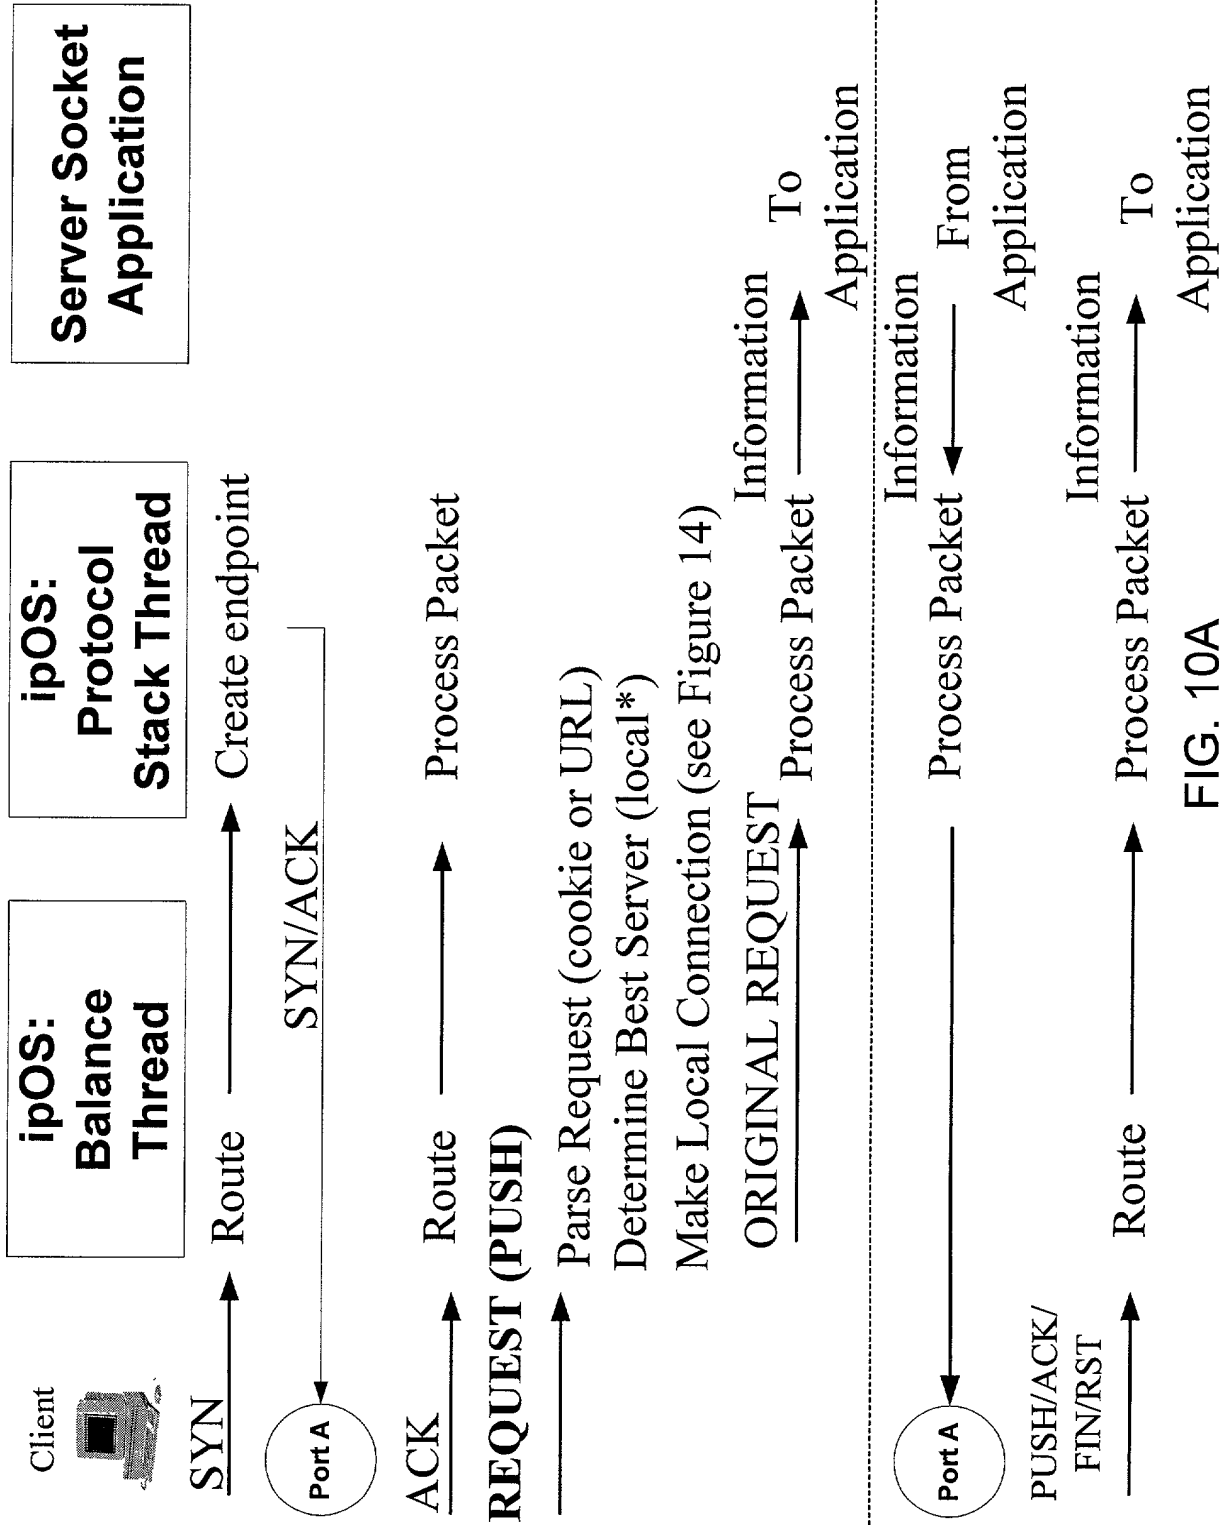 Client
ipOS:
Balance
Thread
ipOS:
Protocol
Stack Thread
Server Socket
Application
SYN
Route
Create endpoint
SYN/ACK
Port A
ACK
Route
Process Packet
REQUEST (PUSH)
Parse Request (cookie or URL)
Determine Best Server (local*)
Make Local Connection (see Figure 14)
ORIGINAL REQUEST
Process Packet
Information
To
Application
Port A
Process Packet
Information
From
Application
PUSH/ACK/
FIN/RST
Route
Process Packet
Information
To
Application
FIG. 10A